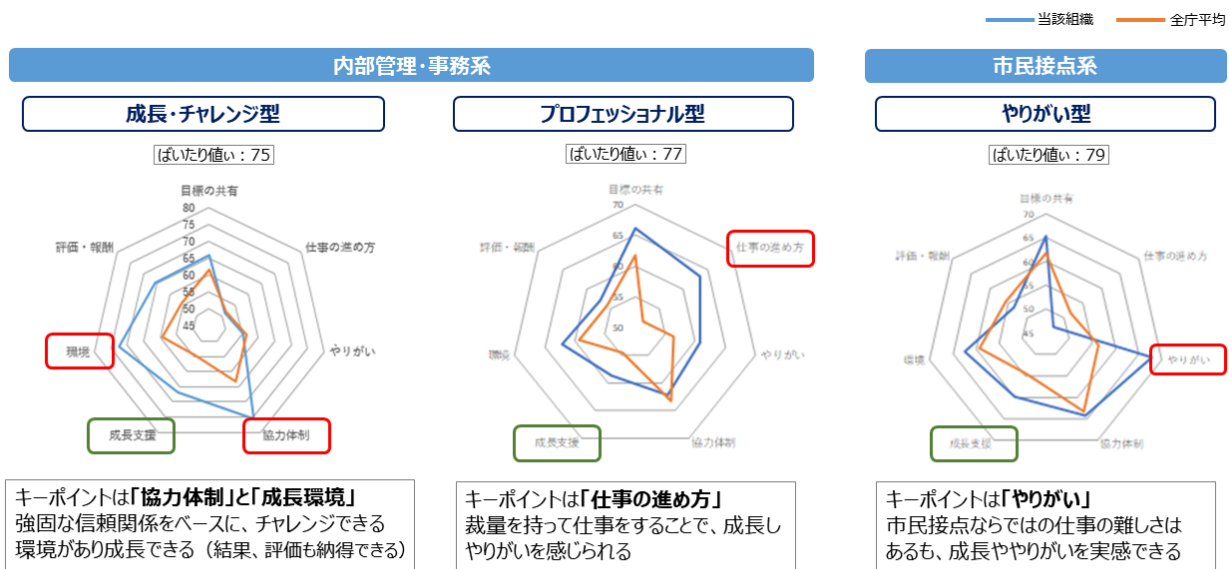 当該組織
全庁平均
内部管理・事務系
市民接点系
成長・チャレンジ型
ぱいたり値ぃ：75
目標の共有
仕事の進め方
やりがい
協力体制
成長支援
環境
評価・報酬
80
75
70
65
60
55
50
45
キーポイントは「協力体制」と「成長環境」
強固な信頼関係をベースに、チャレンジできる
環境があり成長できる（結果、評価も納得できる）
プロフェッショナル型
ぱいたり値ぃ：77
目標の共有
仕事の進め方
やりがい
協力体制
成長支援
環境
評価・報酬
70
65
60
55
50
キーポイントは「仕事の進め方」
裁量を持って仕事をすることで、成長し
やりがいを感じられる
やりがい型
ぱいたり値ぃ：79
目標の共有
仕事の進め方
やりがい
協力体制
成長支援
環境
評価・報酬
70
65
60
55
50
45
キーポイントは「やりがい」
市民接点ならではの仕事の難しさは
あるも、成長ややりがいを実感できる